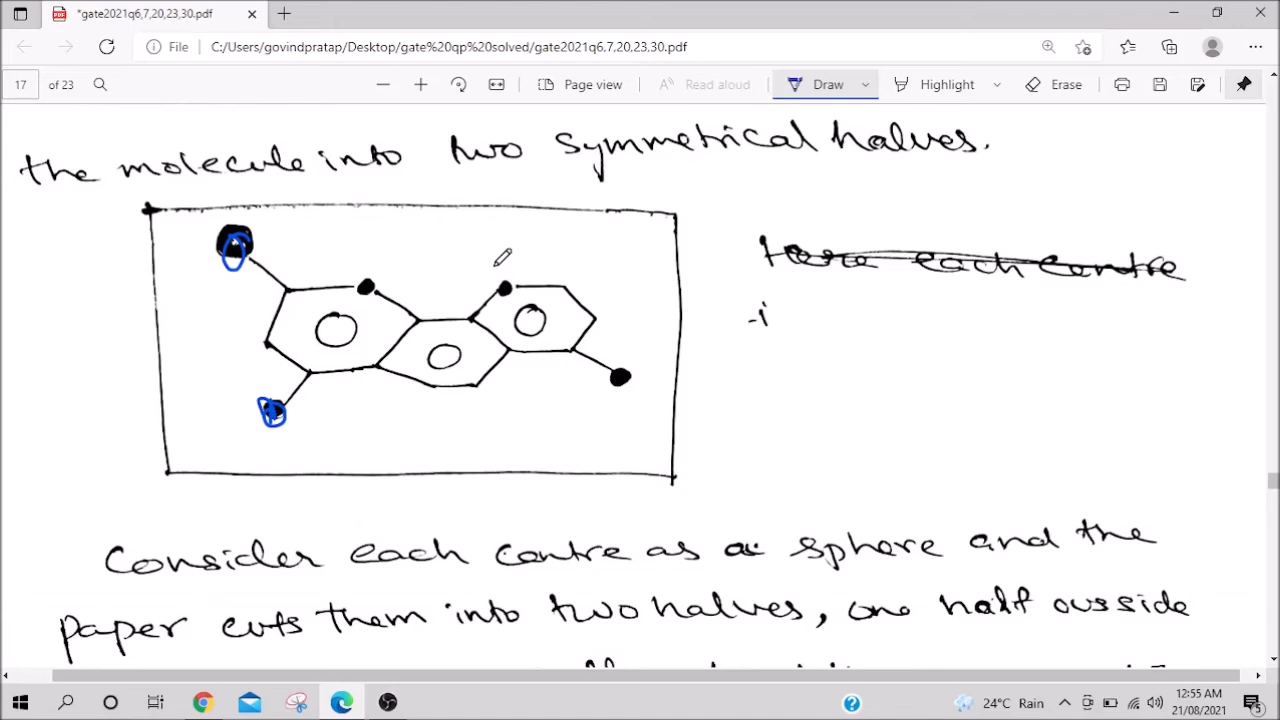 *gate2021q6,7,20,23,30.pdf
File C:/Users/govindpratap/Desktop/gate%20qp%20solved/gate2021q6,7,20,23,30.pdf
17 of 23 Page view Read aloud Draw Highlight Erase
the molecule into two symmetrical halves.
each centre
Consider each centre as a sphere and the
paper cuts them into two halves, one half ousside
24°C Rain
12:55 AM
21/08/2021
5